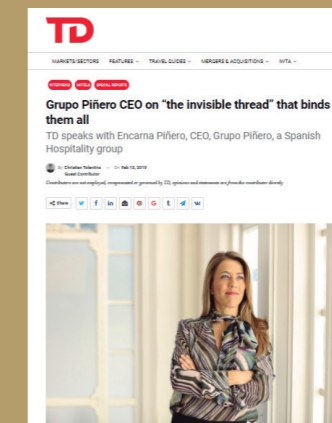 TD
MARKETS/SECTORS FEATURES TRAVEL GUIDES MERGERS & ACQUISITIONS NITA
INTERVIEWS HOTELS SPECIAL REPORTS
Grupo Piñero CEO on “the invisible thread” that binds
them all
TD speaks with Encarna Piñero, CEO, Grupo Piñero, a Spanish
Hospitality group
By Christian Tolentino On Feb 13, 2019
Guest Contributor
Contributors are not employed, compensated or governed by TD, opinions and statements are from the contributor directly
Share